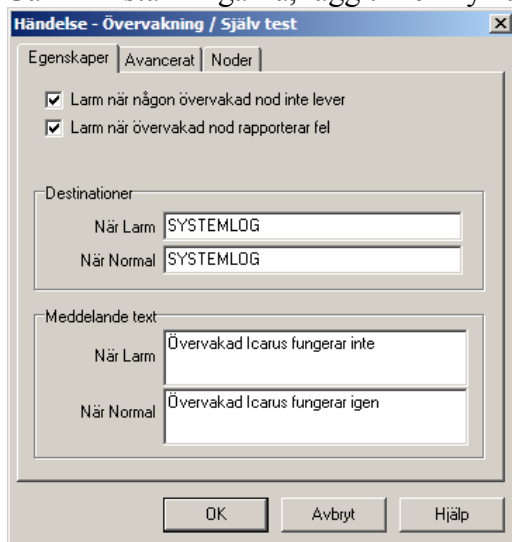 Händelse - Övervakning / Själv test
Egenskaper Avancerat Noder
Larm när någon övervakad nod inte lever
Larm när övervakad nod rapporterar fel
Destinationer
När Larm SYSTEMLOG
När Normal SYSTEMLOG
Meddelande text
När Larm Övervakad Icarus fungerar inte
När Normal Övervakad Icarus fungerar igen
OK Avbryt Hjälp